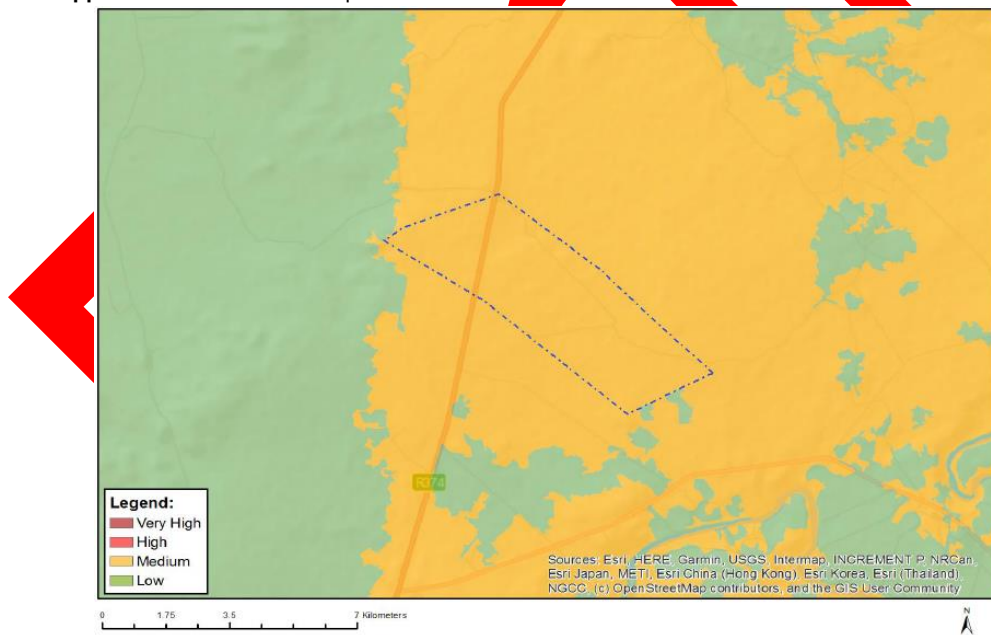 R374
Legend:
Very High
High
Medium
Low
Sources: Esri, HERE, Garmin, USGS, Intermap, INCREMENT P, NRCan,
Esri Japan, METI, Esri China (Hong Kong), Esri Korea, Esri (Thailand),
NGCC, (c) OpenStreetMap contributors, and the GIS User Community
0 1.75 3.5 7 Kilometers
N